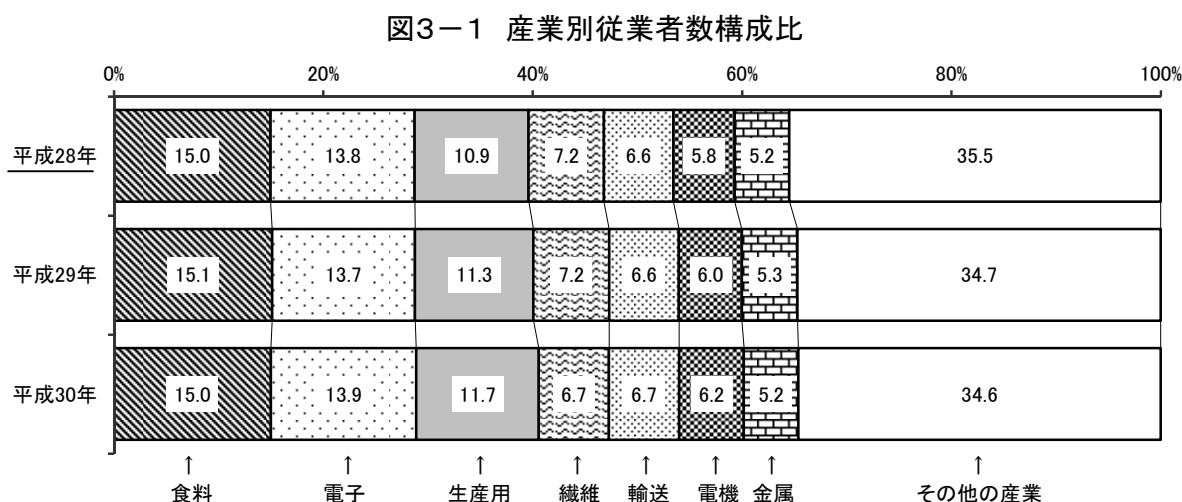 図3－1 産業別従業者数構成比
0% 20% 40% 60% 80% 100%
平成28年 15.0 13.8 10.9 7.2 6.6 5.8 5.2 35.5
平成29年 15.1 13.7 11.3 7.2 6.6 6.0 5.3 34.7
平成30年 15.0 13.9 11.7 6.7 6.7 6.2 5.2 34.6
↑ ↑ ↑ ↑ ↑ ↑ ↑ ↑
食料 電子 生産用 繊維 輸送 電機 金属 その他の産業